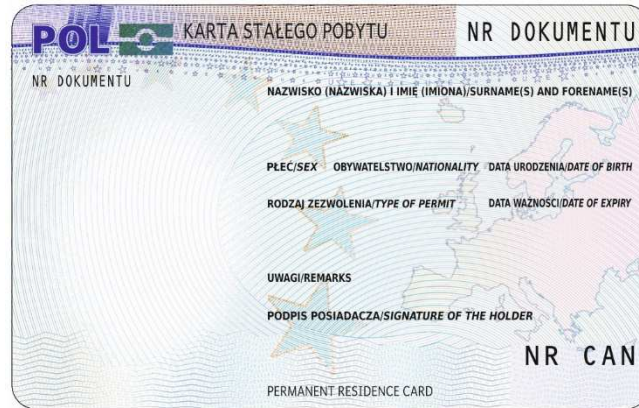 POL KARTA STAŁEGO POBYTU NR DOKUMENTU
NR DOKUMENTU
NAZWISKO (NAZWISKA) I IMIĘ (IMIONA)/SURNAME(S) AND FORENAME(S)
PŁEĆ/SEX OBYWATELSTWO/NATIONALITY DATA URODZENIA/DATE OF BIRTH
RODZAJ ZEZWOLENIA/TYPE OF PERMIT DATA WAŻNOŚCI/DATE OF EXPIRY
UWAGI/REMARKS
PODPIS POSIADACZA/SIGNATURE OF THE HOLDER
NR CAN
PERMANENT RESIDENCE CARD